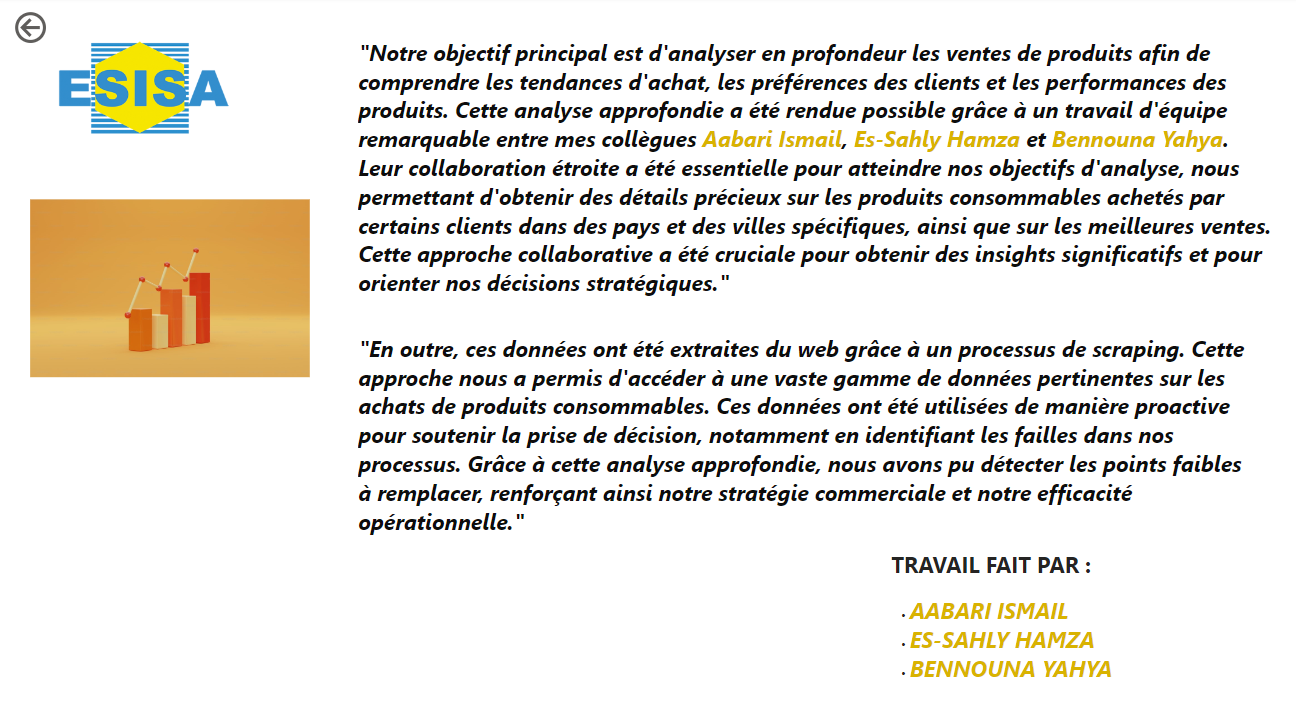 ESISA
"Notre objectif principal est d'analyser en profondeur les ventes de produits afin de
comprendre les tendances d'achat, les préférences des clients et les performances des
produits. Cette analyse approfondie a été rendue possible grâce à un travail d'équipe
remarquable entre mes collègues Aabari Ismail, Es-Sahly Hamza et Bennouna Yahya.
Leur collaboration étroite a été essentielle pour atteindre nos objectifs d'analyse, nous
permettant d'obtenir des détails précieux sur les produits consommables achetés par
certains clients dans des pays et des villes spécifiques, ainsi que sur les meilleures ventes.
Cette approche collaborative a été cruciale pour obtenir des insights significatifs et pour
orienter nos décisions stratégiques."
"En outre, ces données ont été extraites du web grâce à un processus de scraping. Cette
approche nous a permis d'accéder à une vaste gamme de données pertinentes sur les
achats de produits consommables. Ces données ont été utilisées de manière proactive
pour soutenir la prise de décision, notamment en identifiant les failles dans nos
processus. Grâce à cette analyse approfondie, nous avons pu détecter les points faibles
à remplacer, renforçant ainsi notre stratégie commerciale et notre efficacité
opérationnelle."
TRAVAIL FAIT PAR :
• AABARI ISMAIL
• ES-SAHLY HAMZA
• BENNOUNA YAHYA